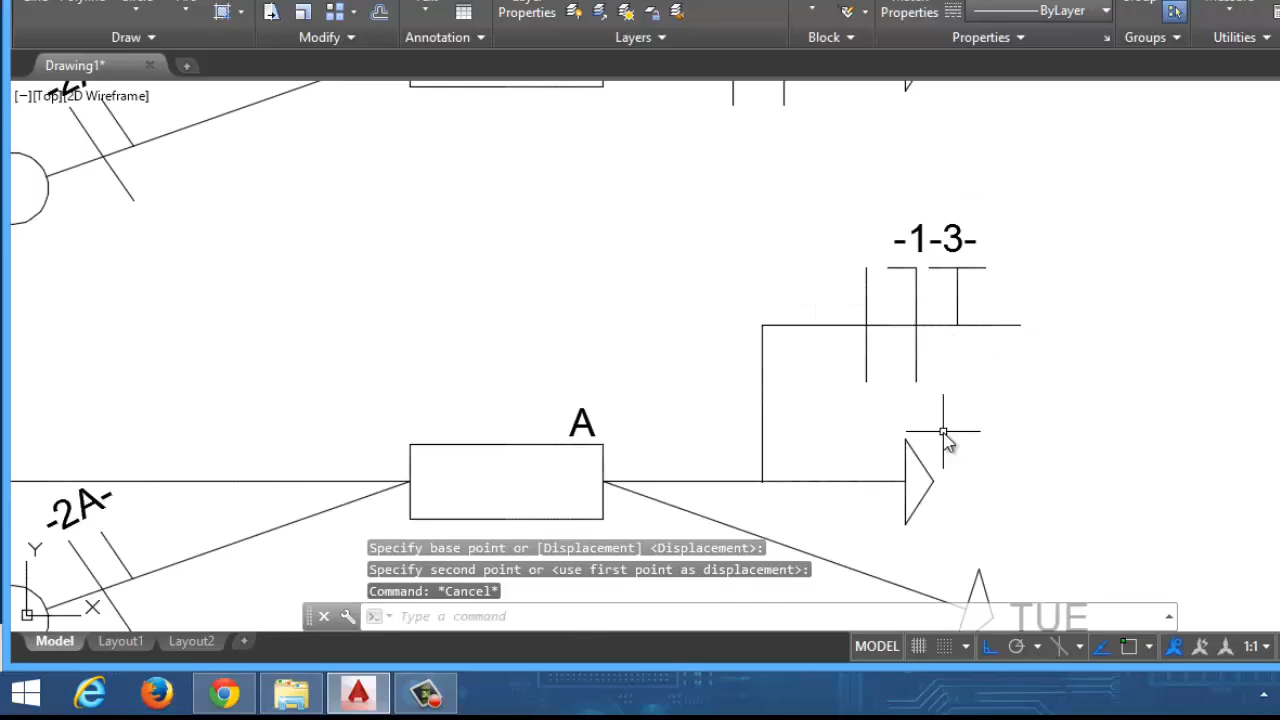 Properties
ByLayer
Properties
Draw
Modify
Annotation
Layers
Block
Properties
Groups
Utilities
Drawing1*
[−][Top][2D Wireframe]
-1-3-
A
-2A-
Y
X
Specify base point or [Displacement] <Displacement>:
Specify second point or <use first point as displacement>:
Command: *Cancel*
Type a command
TUE
Model
Layout1
Layout2
MODEL
1:1